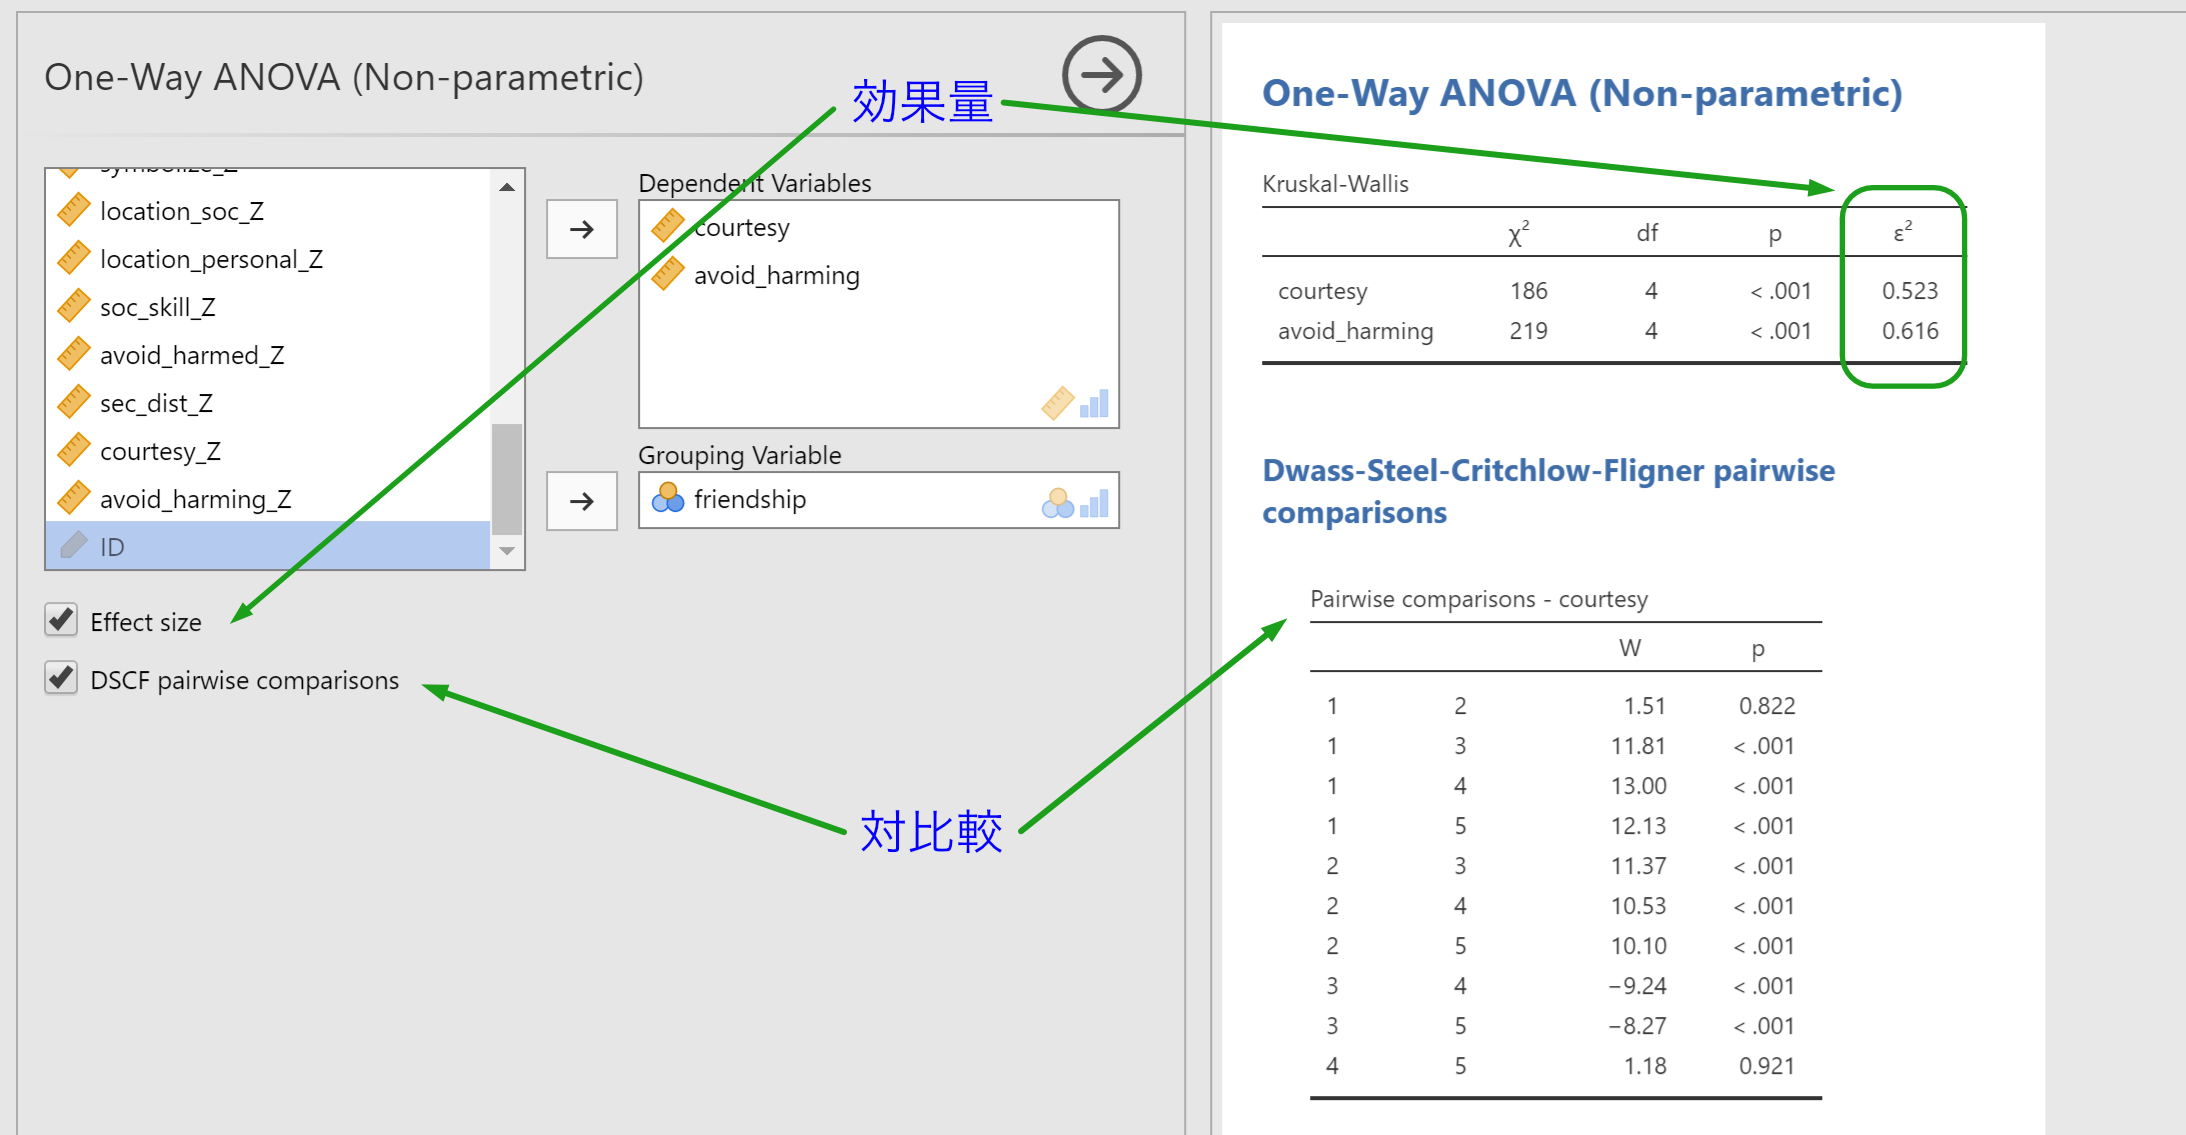 One-Way ANOVA (Non-parametric)
効果量
symbolize_Z
location_soc_Z
location_personal_Z
soc_skill_Z
avoid_harmed_Z
sec_dist_Z
courtesy_Z
avoid_harming_Z
ID
Dependent Variables
courtesy
avoid_harming
Grouping Variable
friendship
Effect size
DSCF pairwise comparisons
対比較
One-Way ANOVA (Non-parametric)
Kruskal-Wallis
χ² df p ε²
courtesy 186 4 < .001 0.523
avoid_harming 219 4 < .001 0.616
Dwass-Steel-Critchlow-Fligner pairwise
comparisons
Pairwise comparisons - courtesy
W p
1 2 1.51 0.822
1 3 11.81 < .001
1 4 13.00 < .001
1 5 12.13 < .001
2 3 11.37 < .001
2 4 10.53 < .001
2 5 10.10 < .001
3 4 −9.24 < .001
3 5 −8.27 < .001
4 5 1.18 0.921